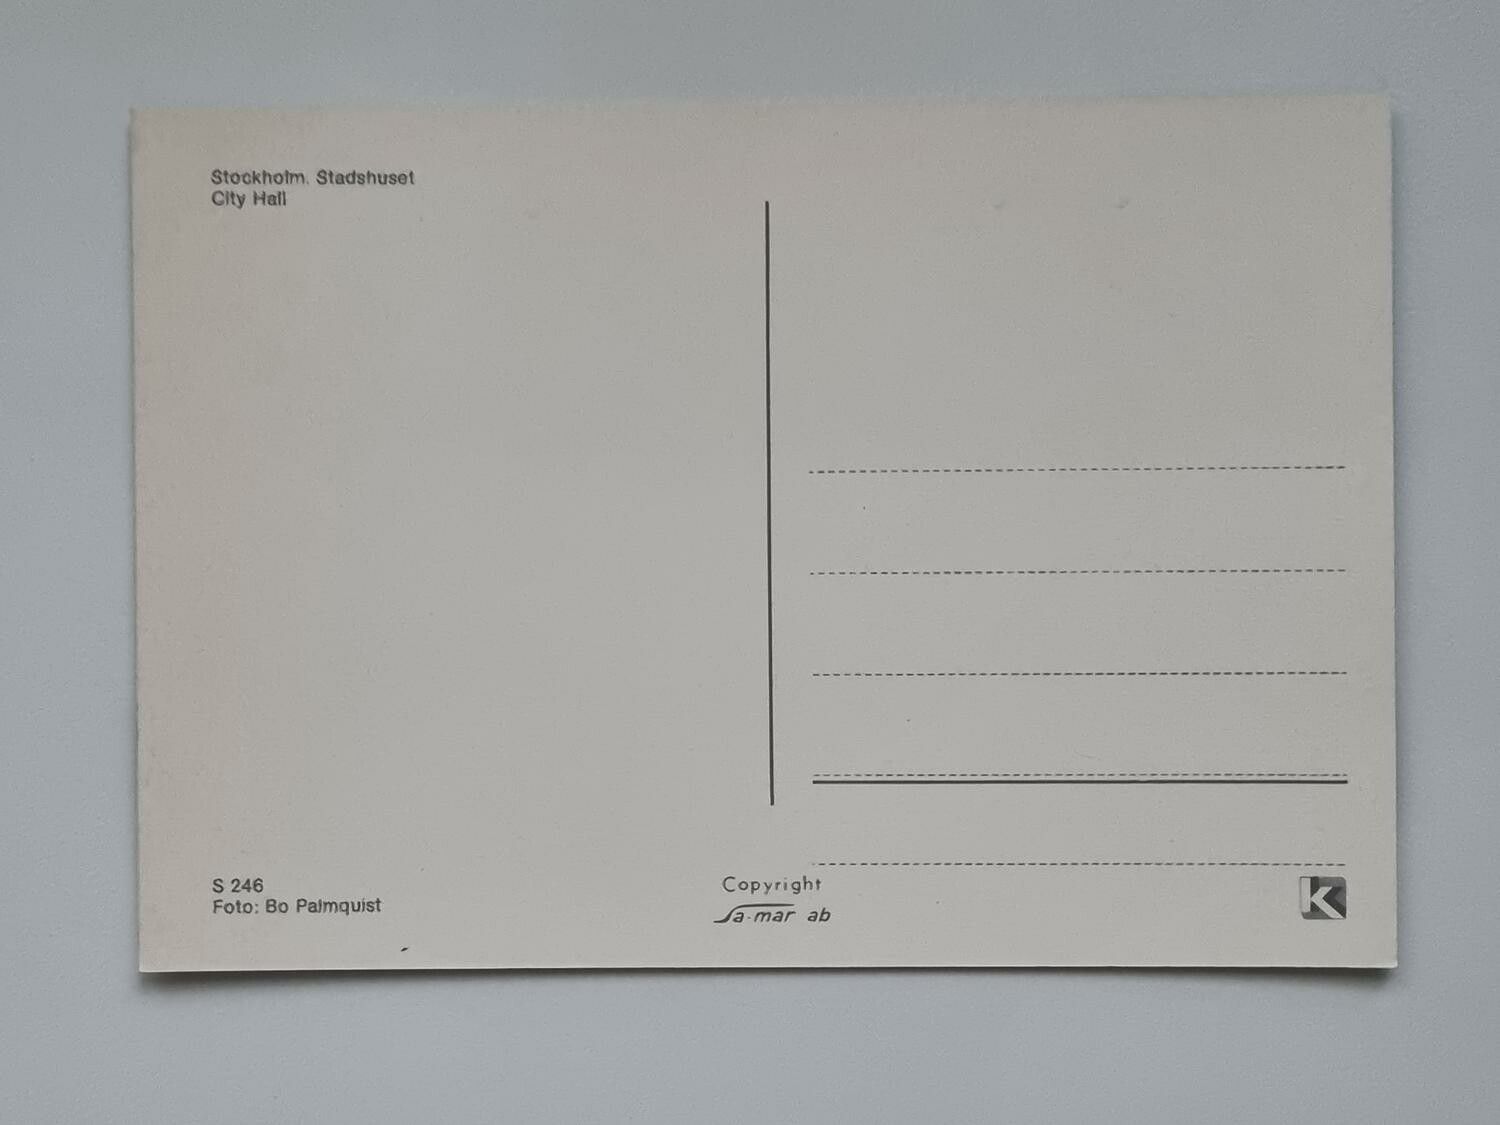 Stockholm. Stadshuset
City Hall
S 246
Foto: Bo Palmquist
Copyright
Sa-mar ab
K